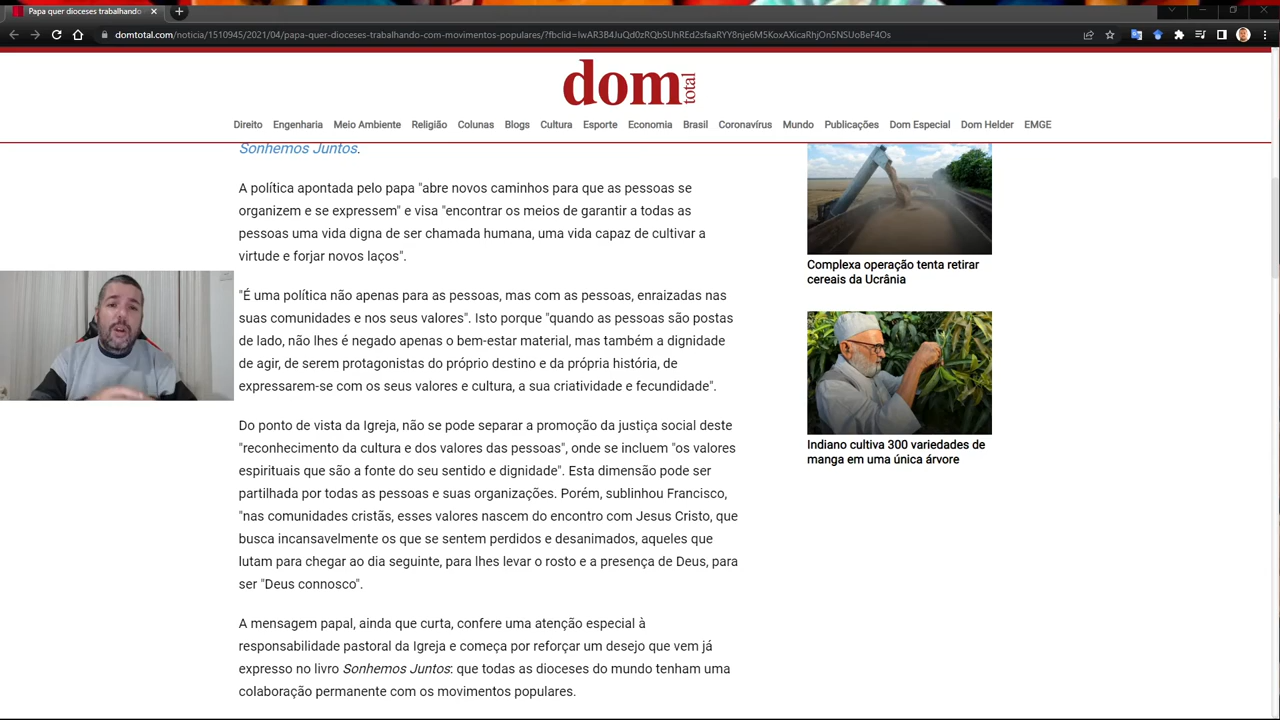 Papa quer dioceses trabalhando
domtotal.com/noticia/1510945/2021/04/papa-quer-dioceses-trabalhando-com-movimentos-populares/?fbclid=IwAR3B4JuQd0zRQbSUhREd2sfaaRYY8nje6M5KoxAXicaRhjOn5NSUoBeF4Os
dom total
Direito Engenharia Meio Ambiente Religião Colunas Blogs Cultura Esporte Economia Brasil Coronavírus Mundo Publicações Dom Especial Dom Helder EMGE
Sonhemos Juntos.
A política apontada pelo papa "abre novos caminhos para que as pessoas se
organizem e se expressem" e visa "encontrar os meios de garantir a todas as
pessoas uma vida digna de ser chamada humana, uma vida capaz de cultivar a
virtude e forjar novos laços".
"É uma política não apenas para as pessoas, mas com as pessoas, enraizadas nas
suas comunidades e nos seus valores". Isto porque "quando as pessoas são postas
de lado, não lhes é negado apenas o bem-estar material, mas também a dignidade
de agir, de serem protagonistas do próprio destino e da própria história, de
expressarem-se com os seus valores e cultura, a sua criatividade e fecundidade".
Do ponto de vista da Igreja, não se pode separar a promoção da justiça social deste
"reconhecimento da cultura e dos valores das pessoas", onde se incluem "os valores
espirituais que são a fonte do seu sentido e dignidade". Esta dimensão pode ser
partilhada por todas as pessoas e suas organizações. Porém, sublinhou Francisco,
"nas comunidades cristãs, esses valores nascem do encontro com Jesus Cristo, que
busca incansavelmente os que se sentem perdidos e desanimados, aqueles que
lutam para chegar ao dia seguinte, para lhes levar o rosto e a presença de Deus, para
ser "Deus connosco".
A mensagem papal, ainda que curta, confere uma atenção especial à
responsabilidade pastoral da Igreja e começa por reforçar um desejo que vem já
expresso no livro Sonhemos Juntos: que todas as dioceses do mundo tenham uma
colaboração permanente com os movimentos populares.
Complexa operação tenta retirar
cereais da Ucrânia
Indiano cultiva 300 variedades de
manga em uma única árvore